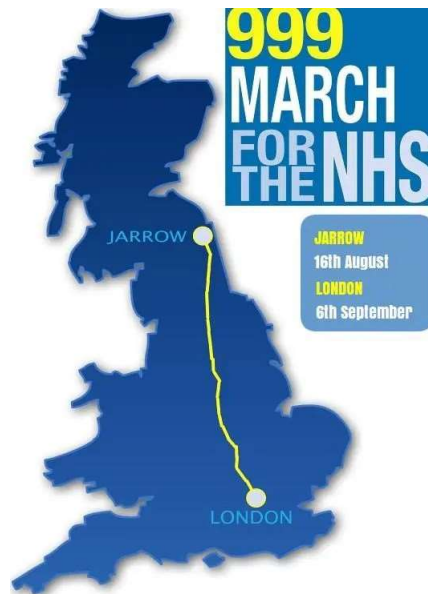 999
MARCH
FOR
THE NHS
JARROW
16th August
LONDON
6th September
JARROW
LONDON